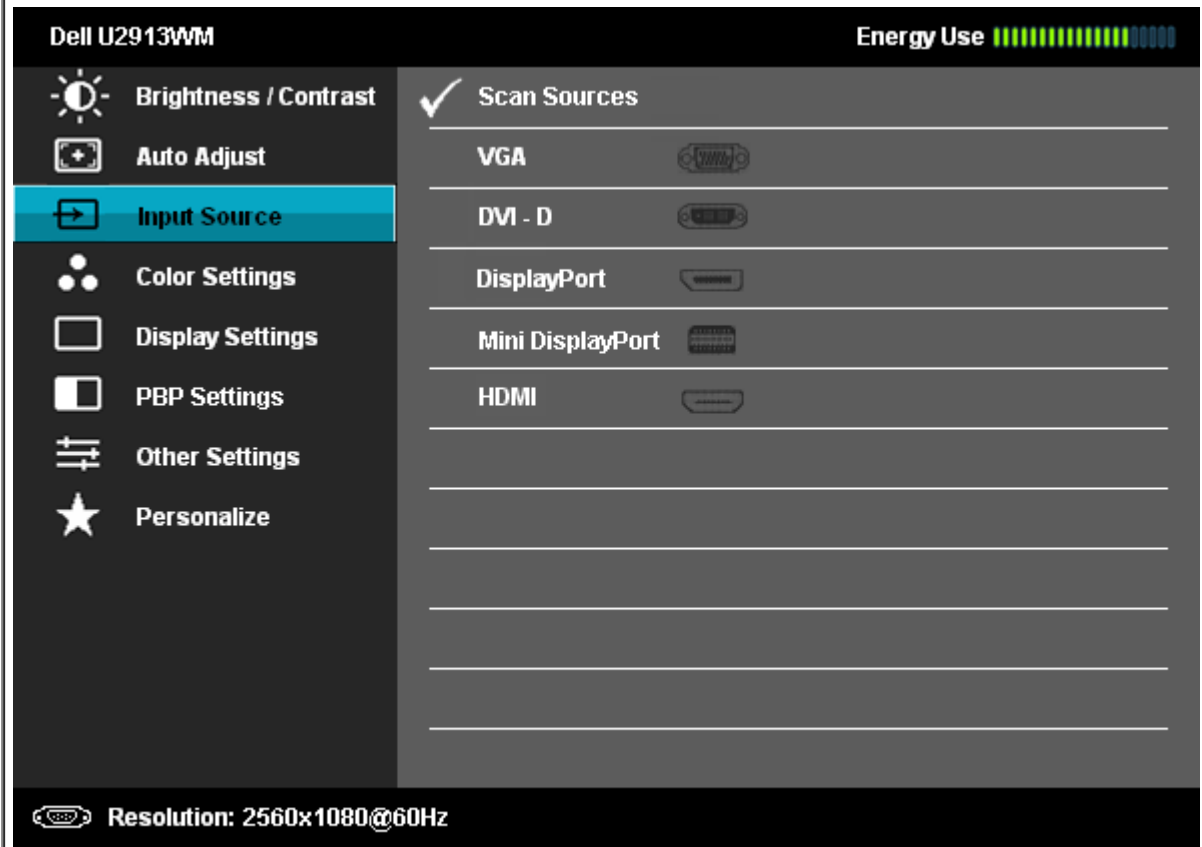 Dell U2913WM
Energy Use
Brightness / Contrast
Auto Adjust
Input Source
Color Settings
Display Settings
PBP Settings
Other Settings
Personalize
Scan Sources
VGA
DVI - D
DisplayPort
Mini DisplayPort
HDMI
Resolution: 2560x1080@60Hz